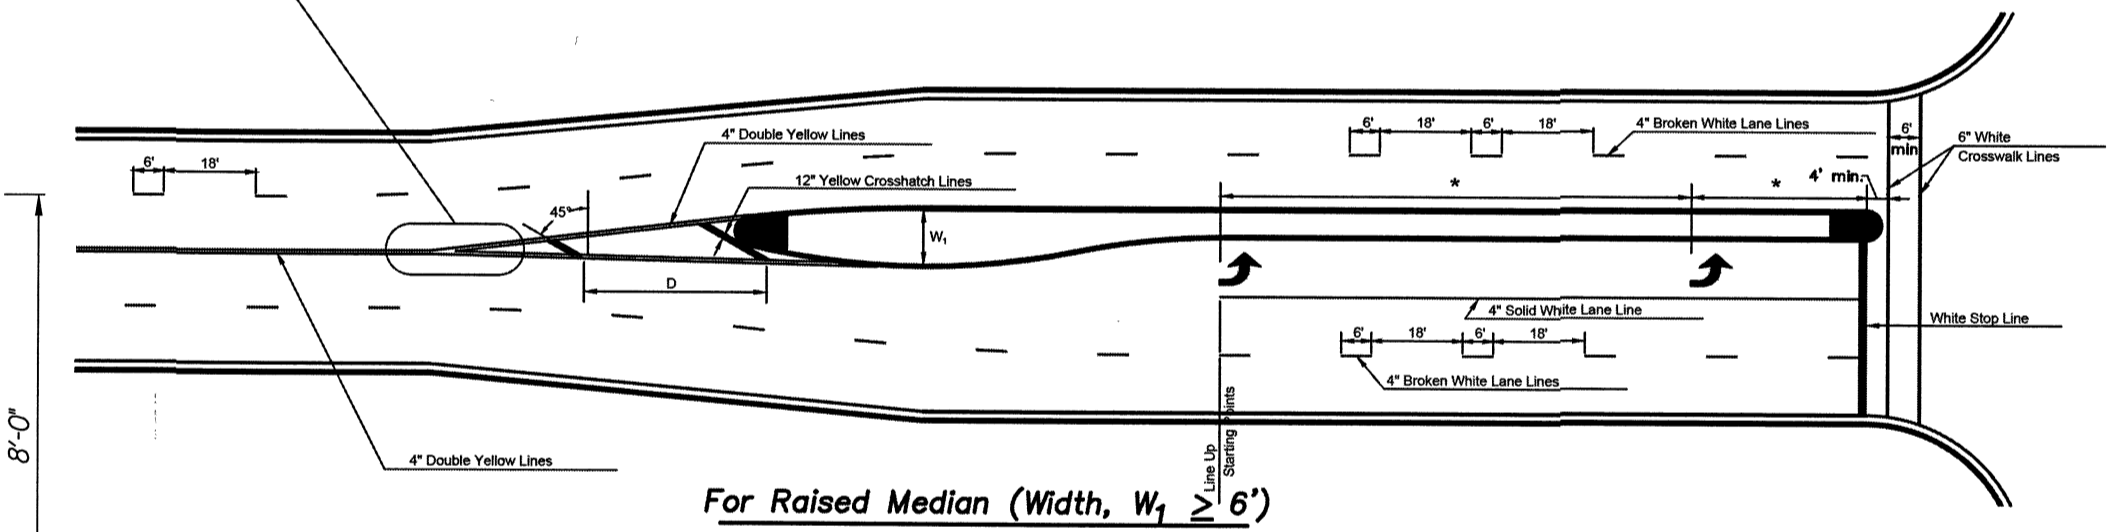 4" Double Yellow Lines
6' 18' 6' 18'
4" Broken White Lane Lines
6'
min
6" White
Crosswalk Lines
6' 18'
12" Yellow Crosshatch Lines
* *
4' min.
45°
W1
D
4" Solid White Lane Line
White Stop Line
6' 18' 6' 18'
4" Broken White Lane Lines
8'-0"
4" Double Yellow Lines
Line Up
Starting Points
For Raised Median (Width, W1 ≥ 6')